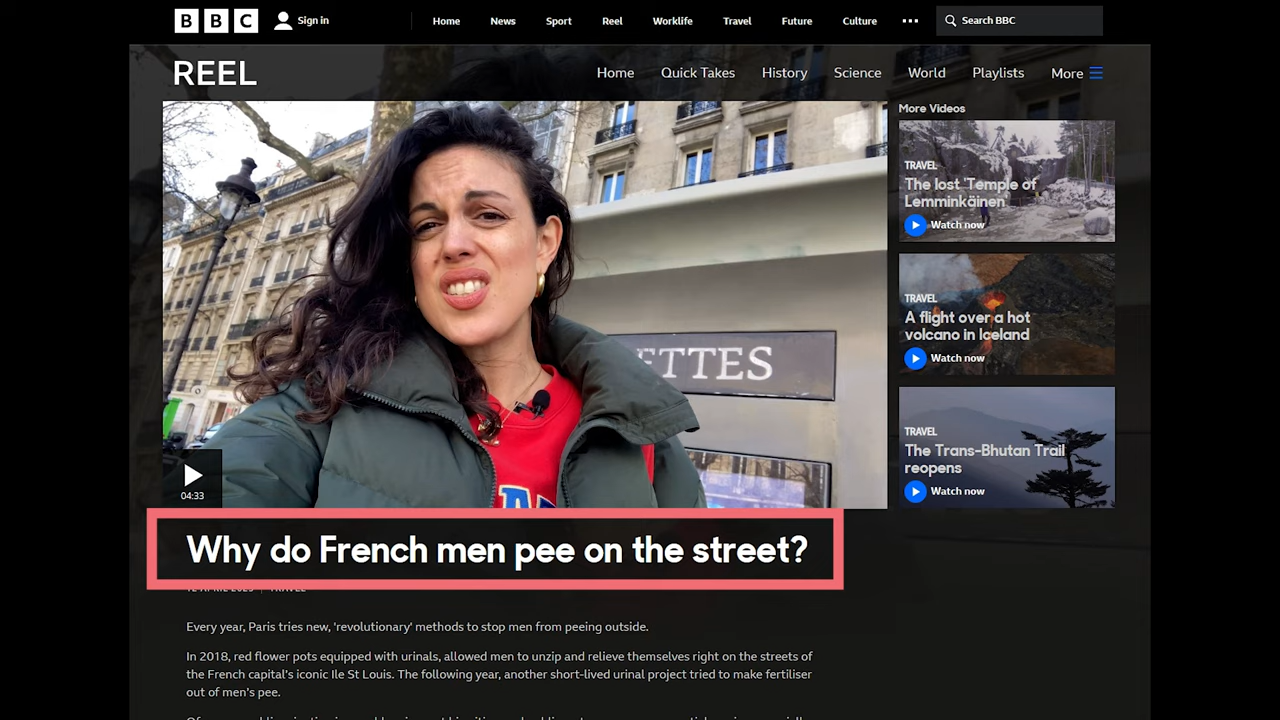 BBC
Sign in
Home
News
Sport
Reel
Worklife
Travel
Future
Culture
Search BBC
REEL
Home
Quick Takes
History
Science
World
Playlists
More
ETTES
04:33
More Videos
TRAVEL
The lost 'Temple of
Lemminkäinen'
Watch now
TRAVEL
A flight over a hot
volcano in Iceland
Watch now
TRAVEL
The Trans-Bhutan Trail
reopens
Watch now
Why do French men pee on the street?
Every year, Paris tries new, 'revolutionary' methods to stop men from peeing outside.
In 2018, red flower pots equipped with urinals, allowed men to unzip and relieve themselves right on the streets of
the French capital's iconic Ile St Louis. The following year, another short-lived urinal project tried to make fertiliser
out of men's pee.